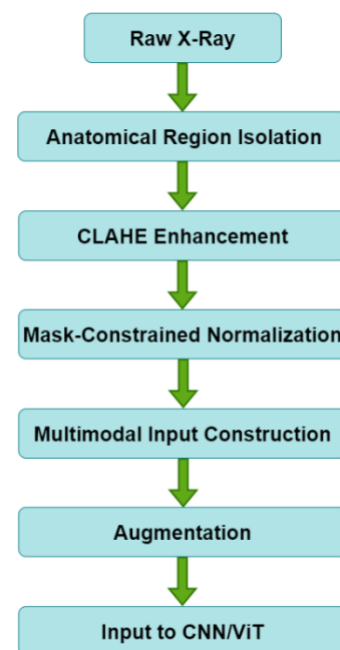 Raw X-Ray
Anatomical Region Isolation
CLAHE Enhancement
Mask-Constrained Normalization
Multimodal Input Construction
Augmentation
Input to CNN/ViT